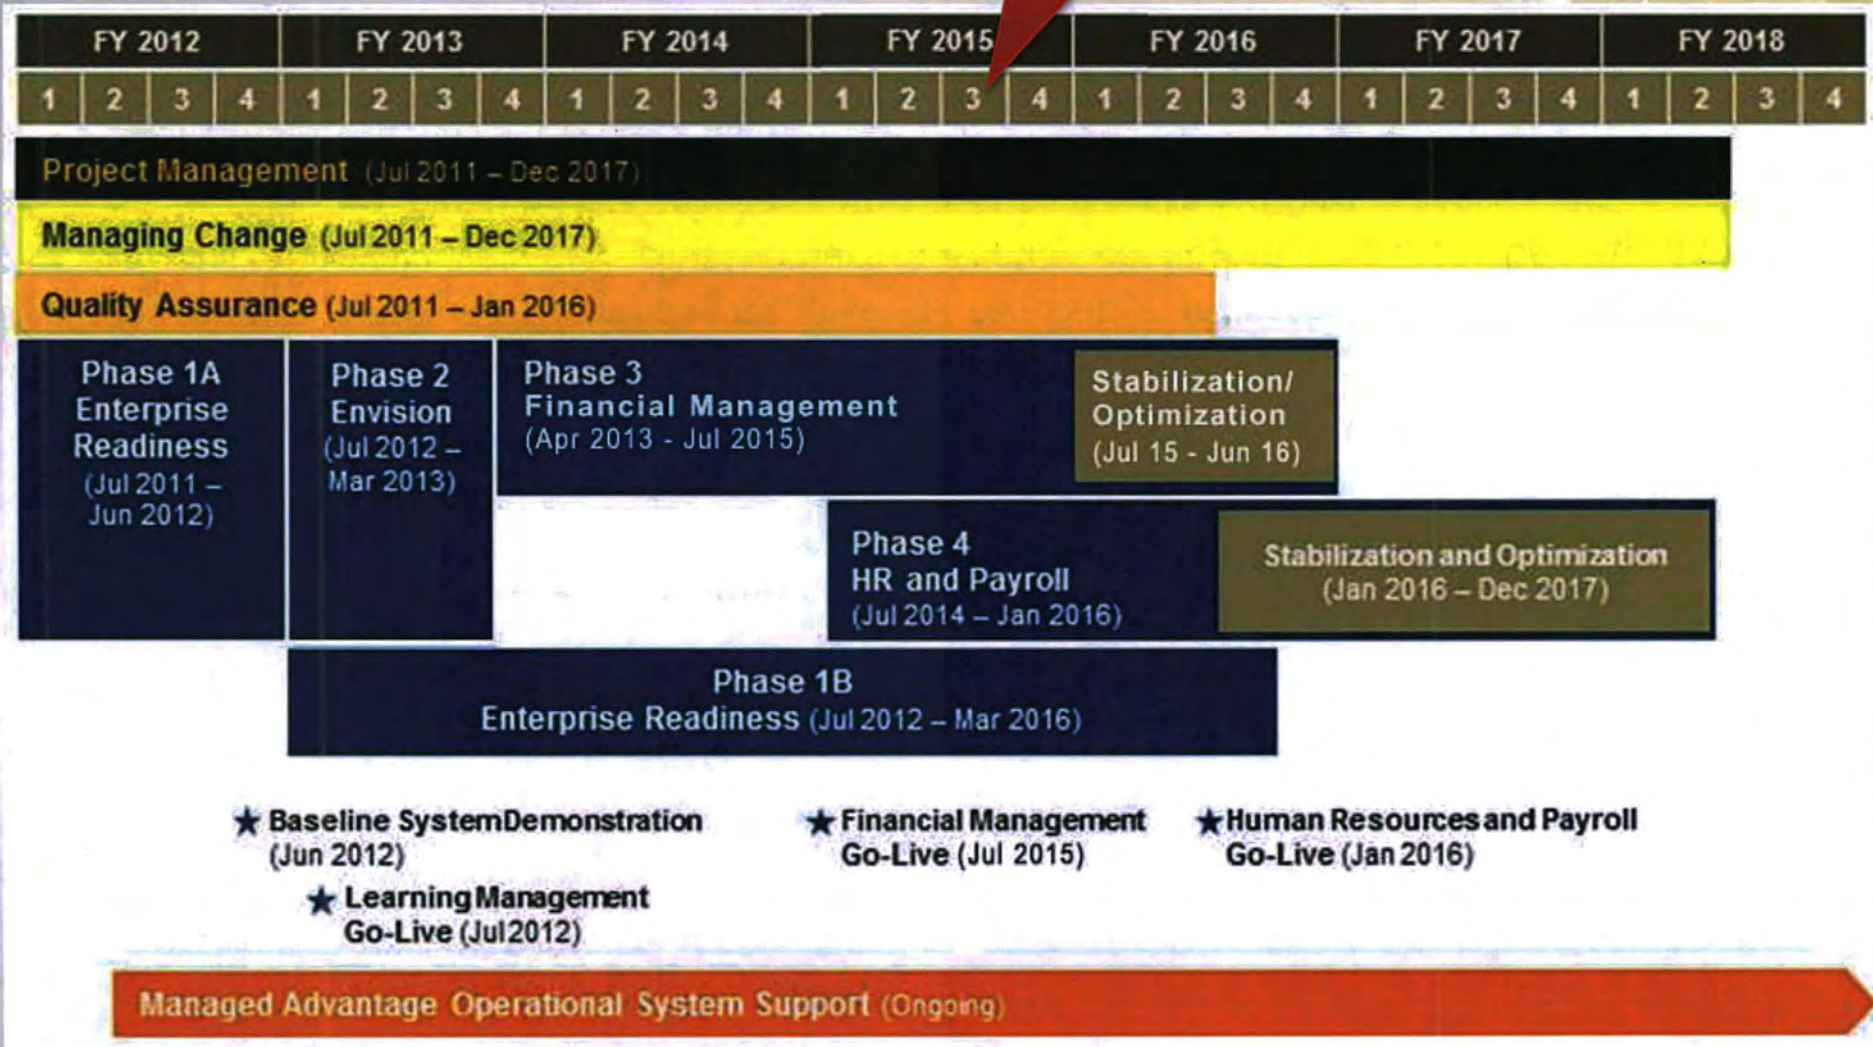 FY 2012 FY 2013 FY 2014 FY 2015 FY 2016 FY 2017 FY 2018
1 2 3 4 1 2 3 4 1 2 3 4 1 2 3 4 1 2 3 4 1 2 3 4 1 2 3 4
Project Management (Jul 2011 – Dec 2017)
Managing Change (Jul 2011 – Dec 2017)
Quality Assurance (Jul 2011 – Jan 2016)
Phase 1A
Enterprise
Readiness
(Jul 2011 –
Jun 2012)
Phase 2
Envision
(Jul 2012 –
Mar 2013)
Phase 3
Financial Management
(Apr 2013 - Jul 2015)
Stabilization/
Optimization
(Jul 15 - Jun 16)
Phase 4
HR and Payroll
(Jul 2014 – Jan 2016)
Stabilization and Optimization
(Jan 2016 – Dec 2017)
Phase 1B
Enterprise Readiness (Jul 2012 – Mar 2016)
Baseline System Demonstration
(Jun 2012)
Learning Management
Go-Live (Jul 2012)
Financial Management
Go-Live (Jul 2015)
Human Resources and Payroll
Go-Live (Jan 2016)
Managed Advantage Operational System Support (Ongoing)